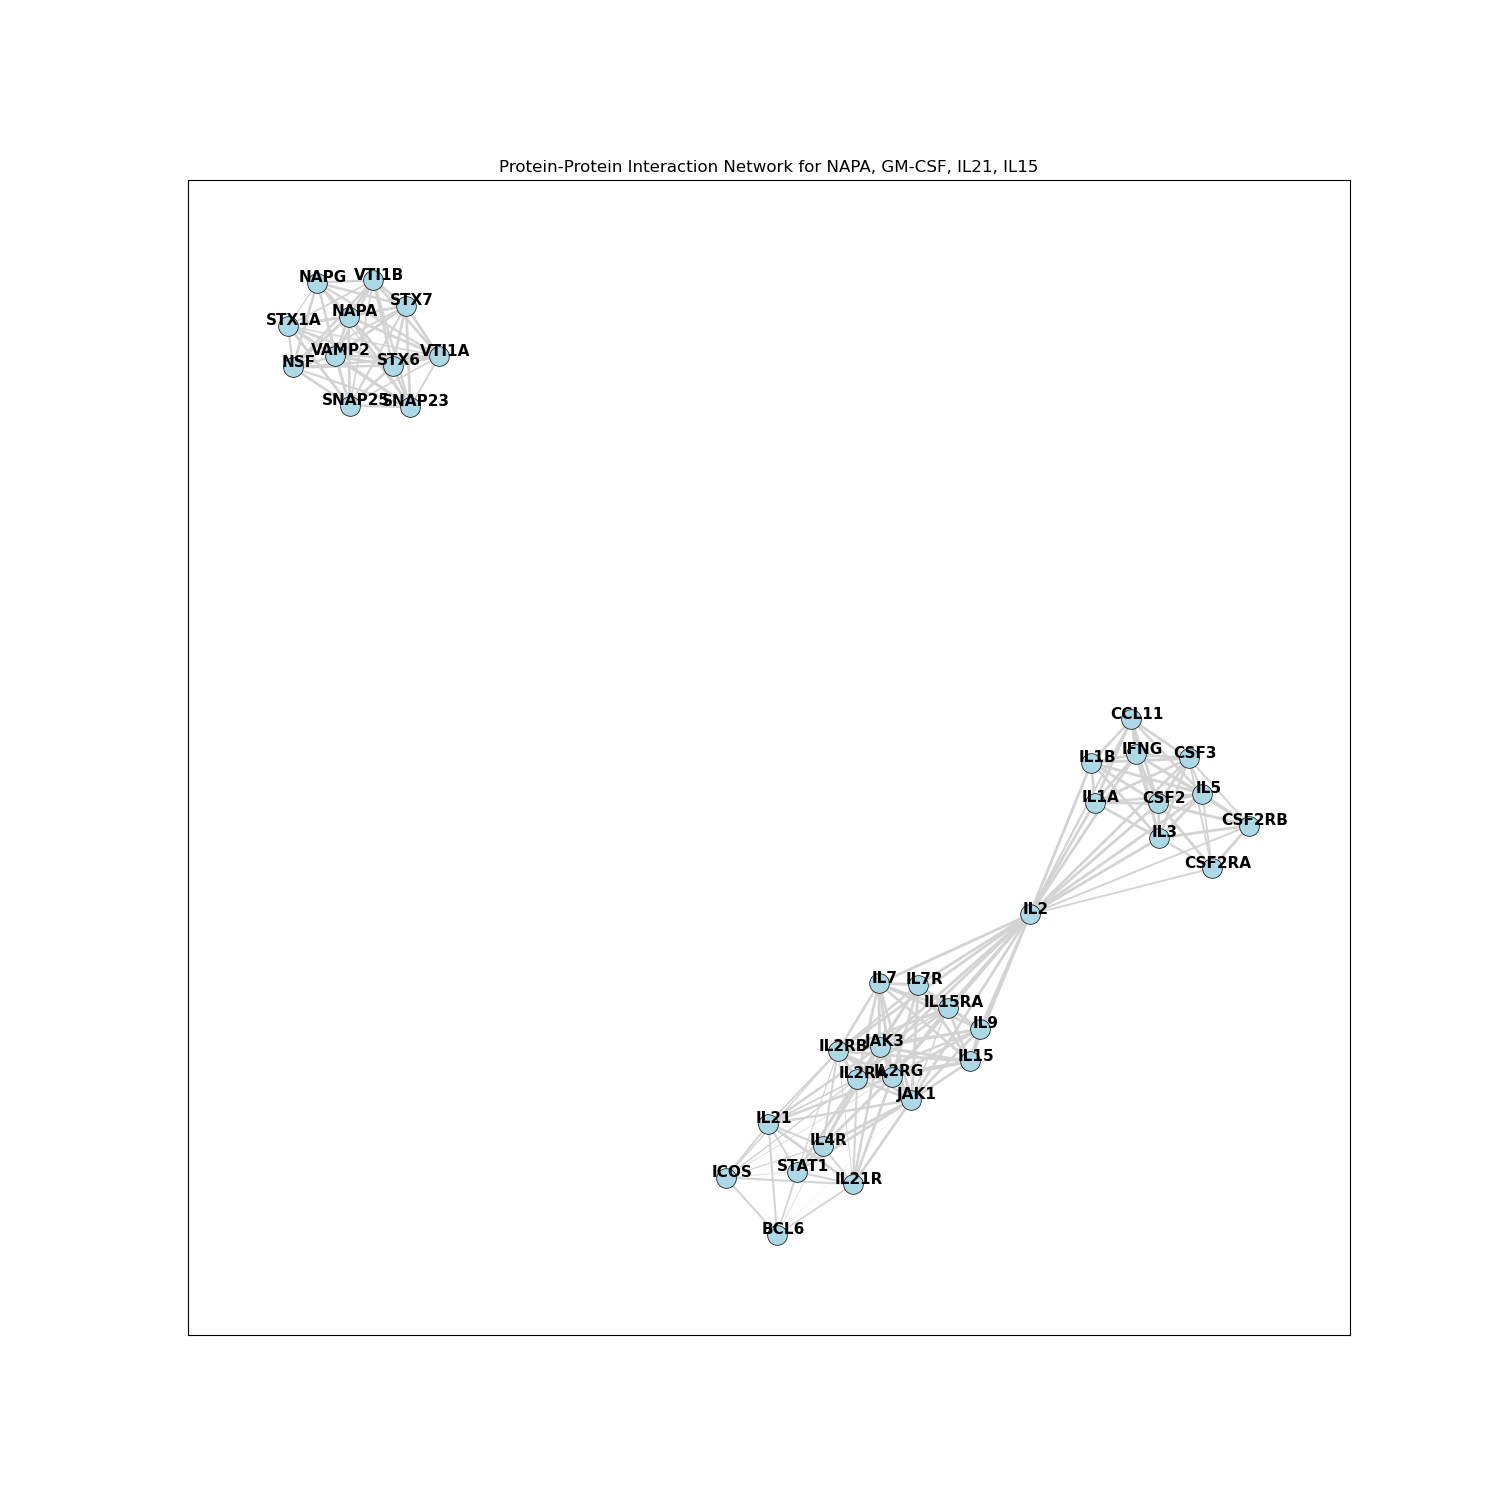 Protein-Protein Interaction Network for NAPA, GM-CSF, IL21, IL15
NAPG
VTI1B
STX7
NAPA
STX1A
VAMP2
VTI1A
NSF
STX6
SNAP25
SNAP23
CCL11
IFNG
CSF3
IL1B
IL5
IL1A
CSF2
CSF2RB
IL3
CSF2RA
IL2
IL7
IL7R
IL15RA
IL9
JAK3
IL2RB
IL15
IL2RA
IL2RG
JAK1
IL21
IL4R
STAT1
ICOS
IL21R
BCL6